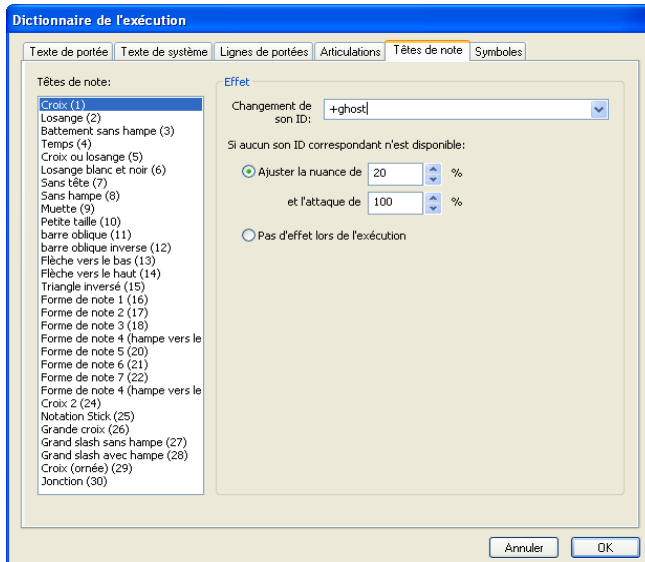 Dictionnaire de l'exécution
Texte de portée
Texte de système
Lignes de portées
Articulations
Têtes de note
Symboles
Têtes de note:
Croix (1)
Losange (2)
Battement sans hampe (3)
Temps (4)
Croix ou losange (5)
Losange blanc et noir (6)
Sans tête (7)
Sans hampe (8)
Muette (9)
Petite taille (10)
barre oblique (11)
barre oblique inverse (12)
Flèche vers le bas (13)
Flèche vers le haut (14)
Triangle inversé (15)
Forme de note 1 (16)
Forme de note 2 (17)
Forme de note 3 (18)
Forme de note 4 (hampe vers le
Forme de note 5 (20)
Forme de note 6 (21)
Forme de note 7 (22)
Forme de note 4 (hampe vers le
Croix 2 (24)
Notation Stick (25)
Grande croix (26)
Grand slash sans hampe (27)
Grand slash avec hampe (28)
Croix (ornée) (29)
Jonction (30)
Effet
Changement de
son ID:
+ghost
Si aucun son ID correspondant n'est disponible:
Ajuster la nuance de 20 %
et l'attaque de 100 %
Pas d'effet lors de l'exécution
Annuler
OK